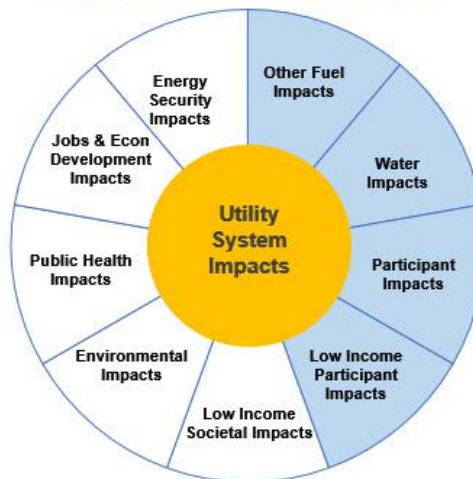 Other Fuel
Impacts
Water
Impacts
Participant
Impacts
Low Income
Participant
Impacts
Low Income
Societal Impacts
Environmental
Impacts
Public Health
Impacts
Jobs & Econ
Development
Impacts
Energy
Security
Impacts
Utility
System
Impacts